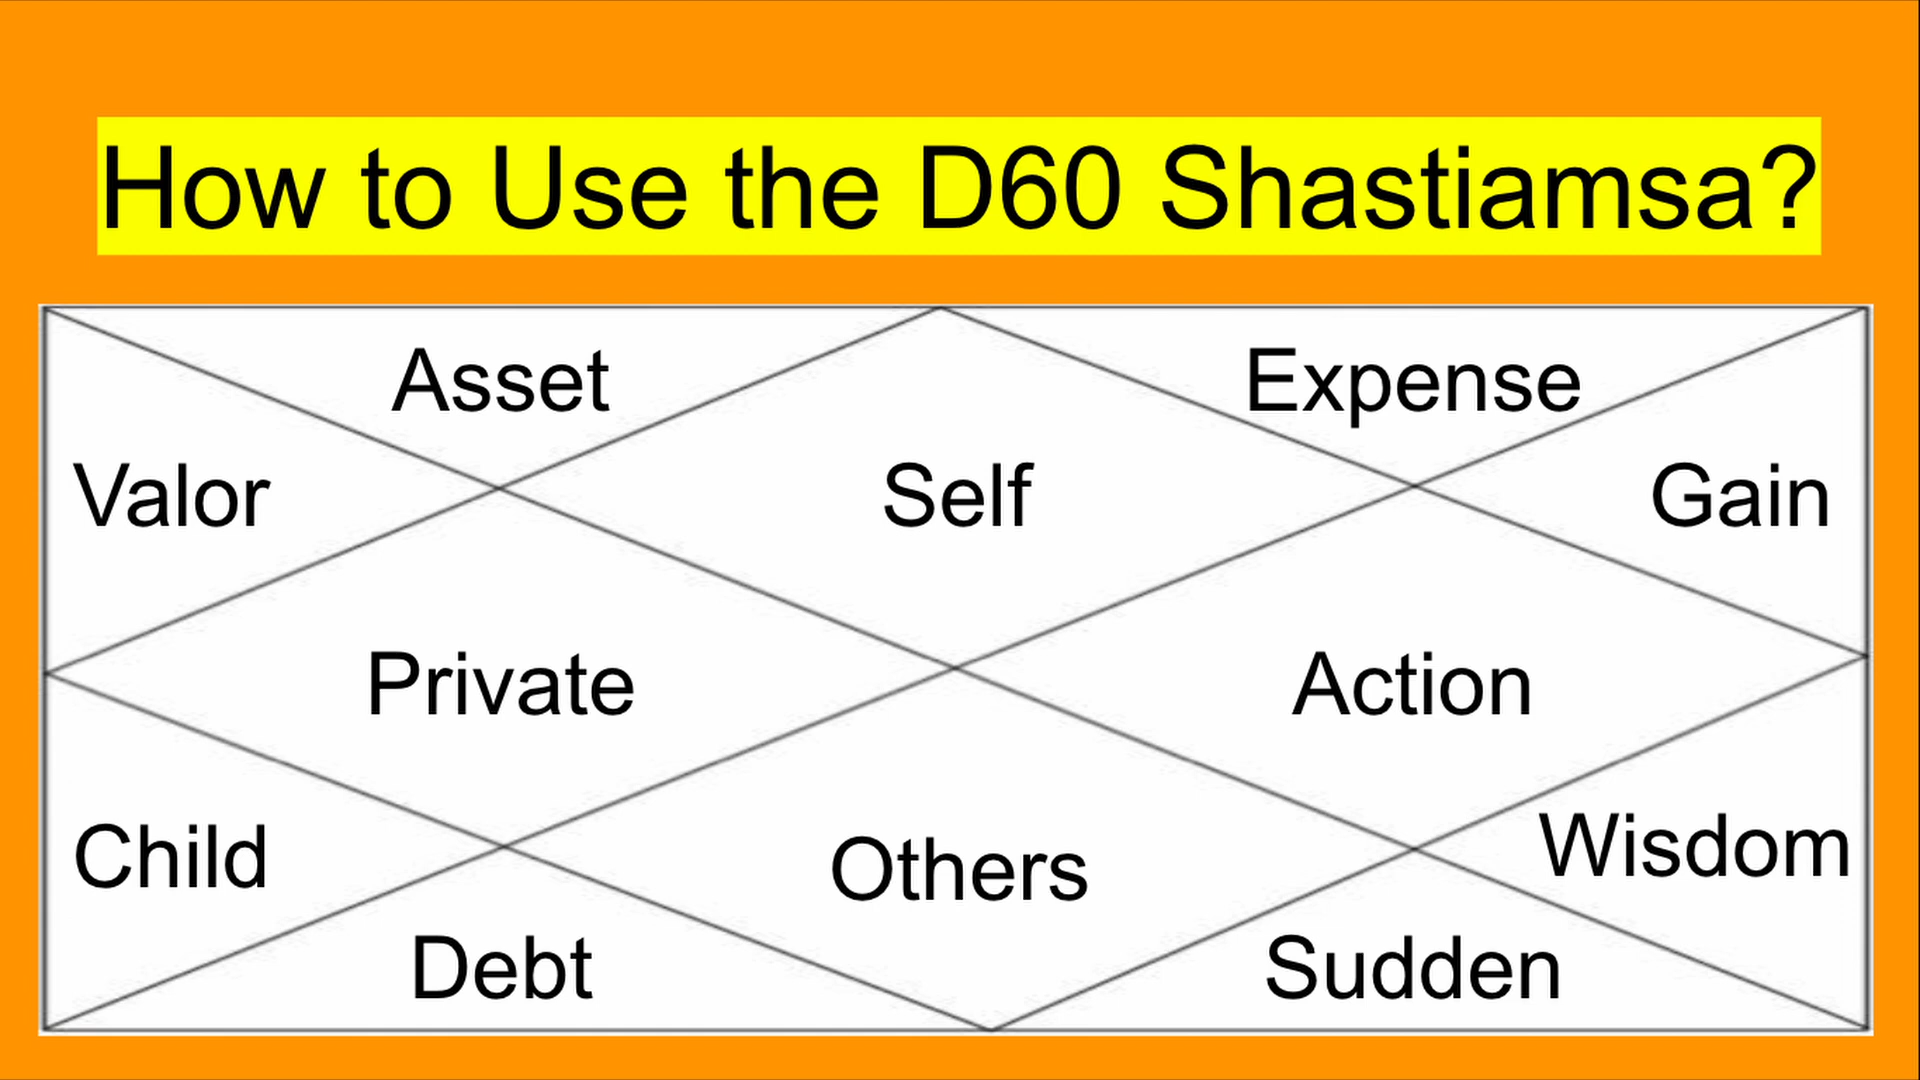 How to Use the D60 Shastiamsa?
Asset
Expense
Valor
Self
Gain
Private
Action
Child
Others
Wisdom
Debt
Sudden